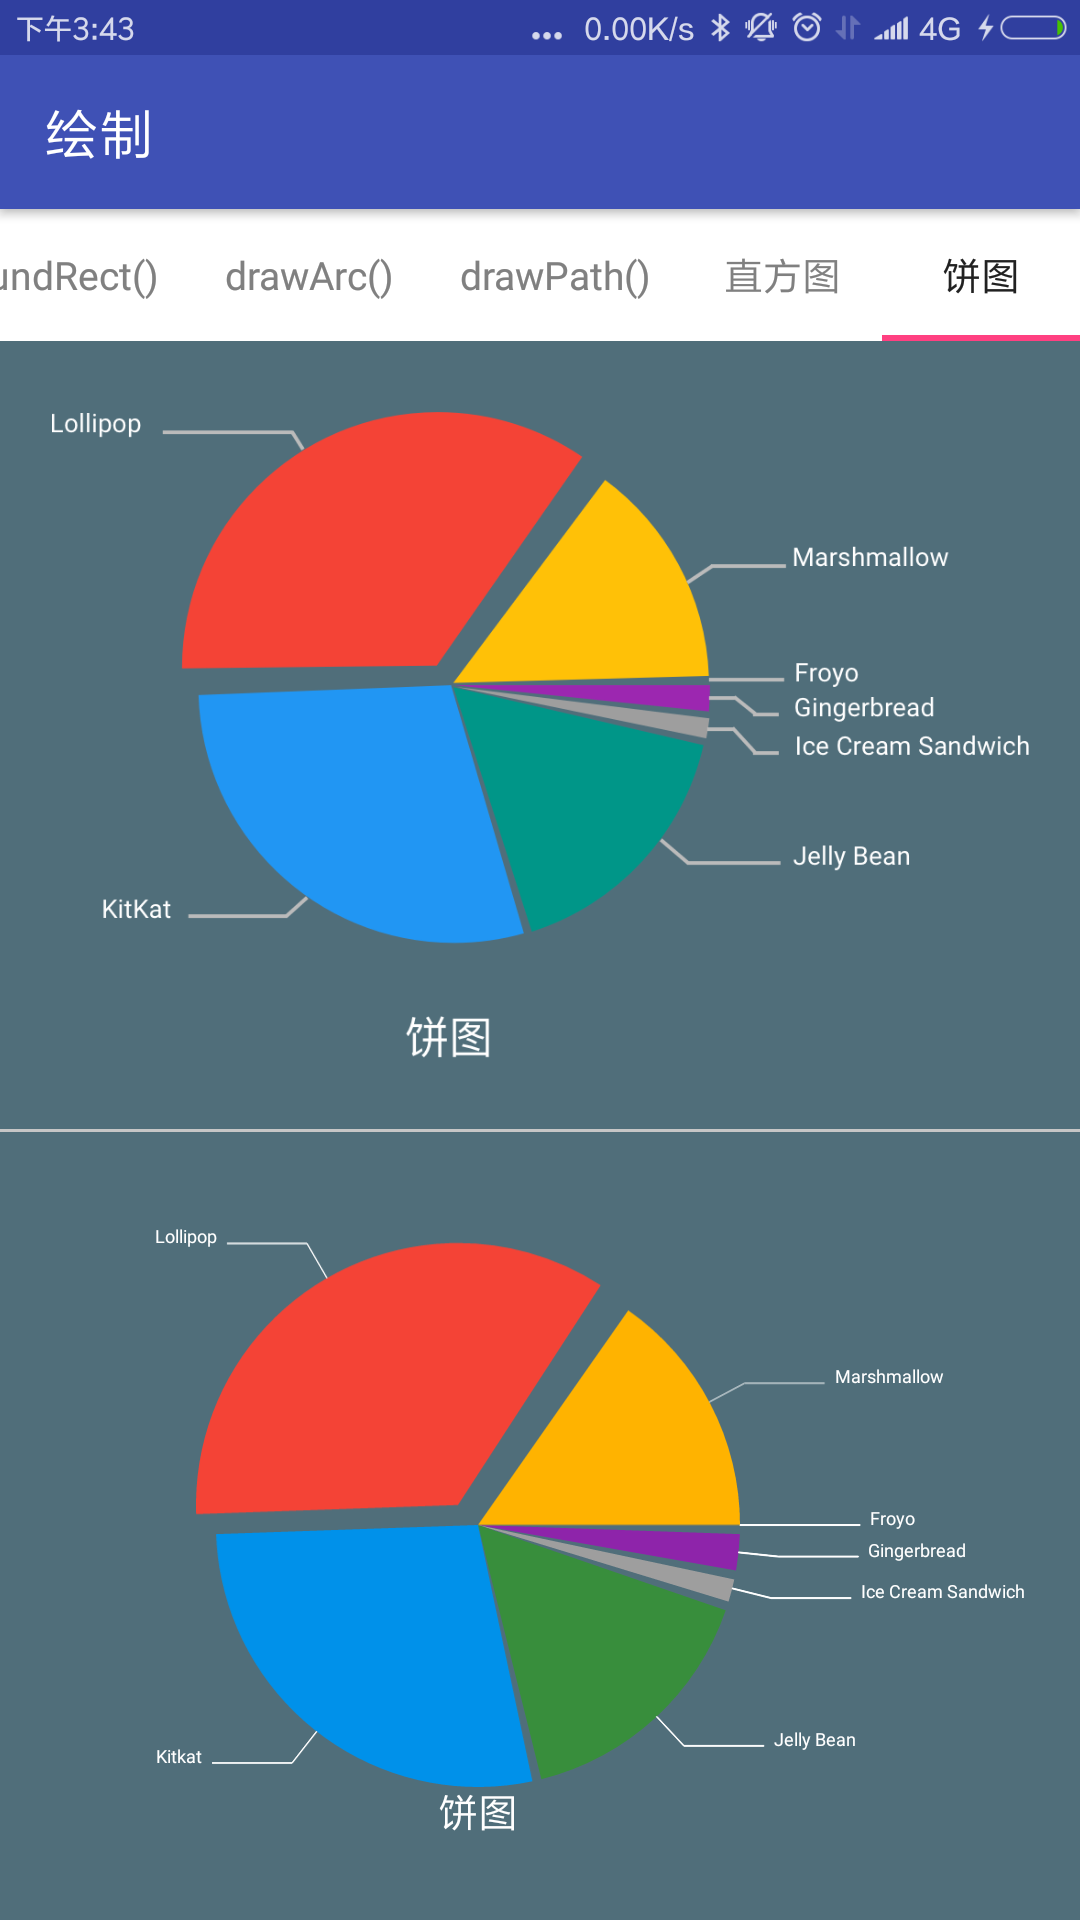 下午3:43 ... 0.00K/s 4G
绘制
undRect() drawArc() drawPath() 直方图 饼图
Lollipop
Marshmallow
Froyo
Gingerbread
Ice Cream Sandwich
Jelly Bean
KitKat
饼图
Lollipop
Marshmallow
Froyo
Gingerbread
Ice Cream Sandwich
Jelly Bean
Kitkat
饼图